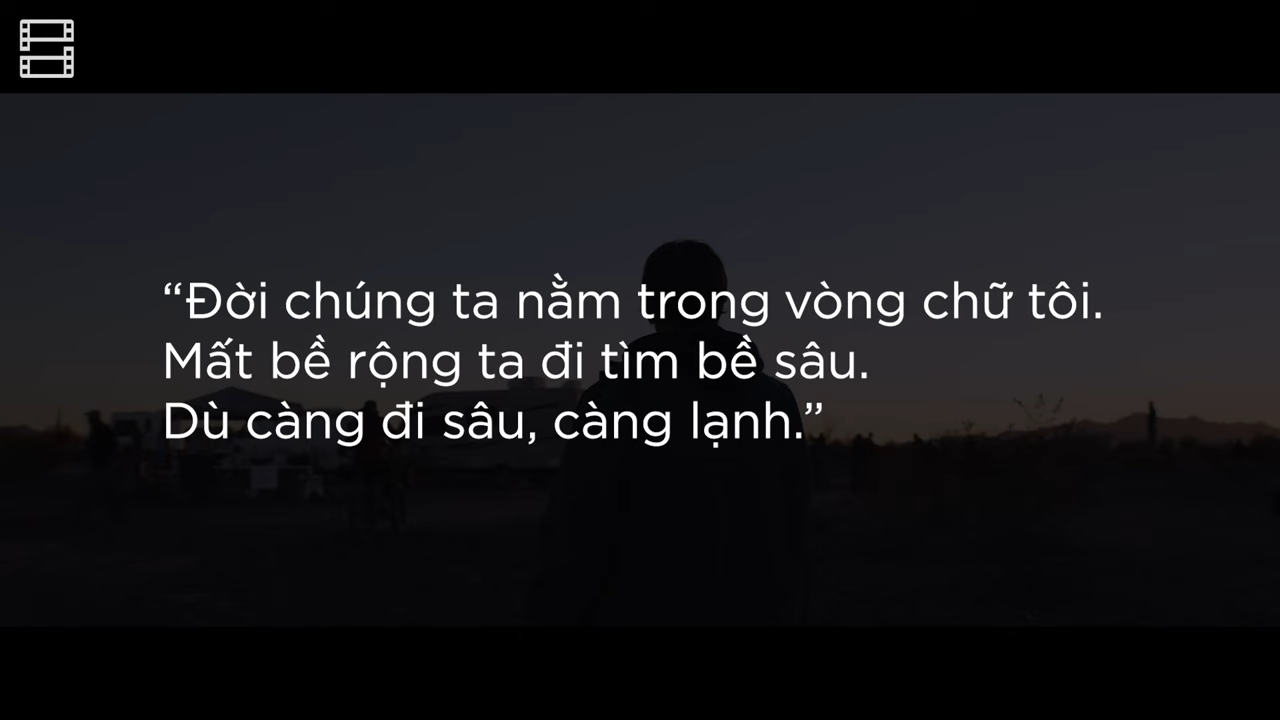 “Đời chúng ta nằm trong vòng chữ tôi.
Mất bề rộng ta đi tìm bề sâu.
Dù càng đi sâu, càng lạnh.”